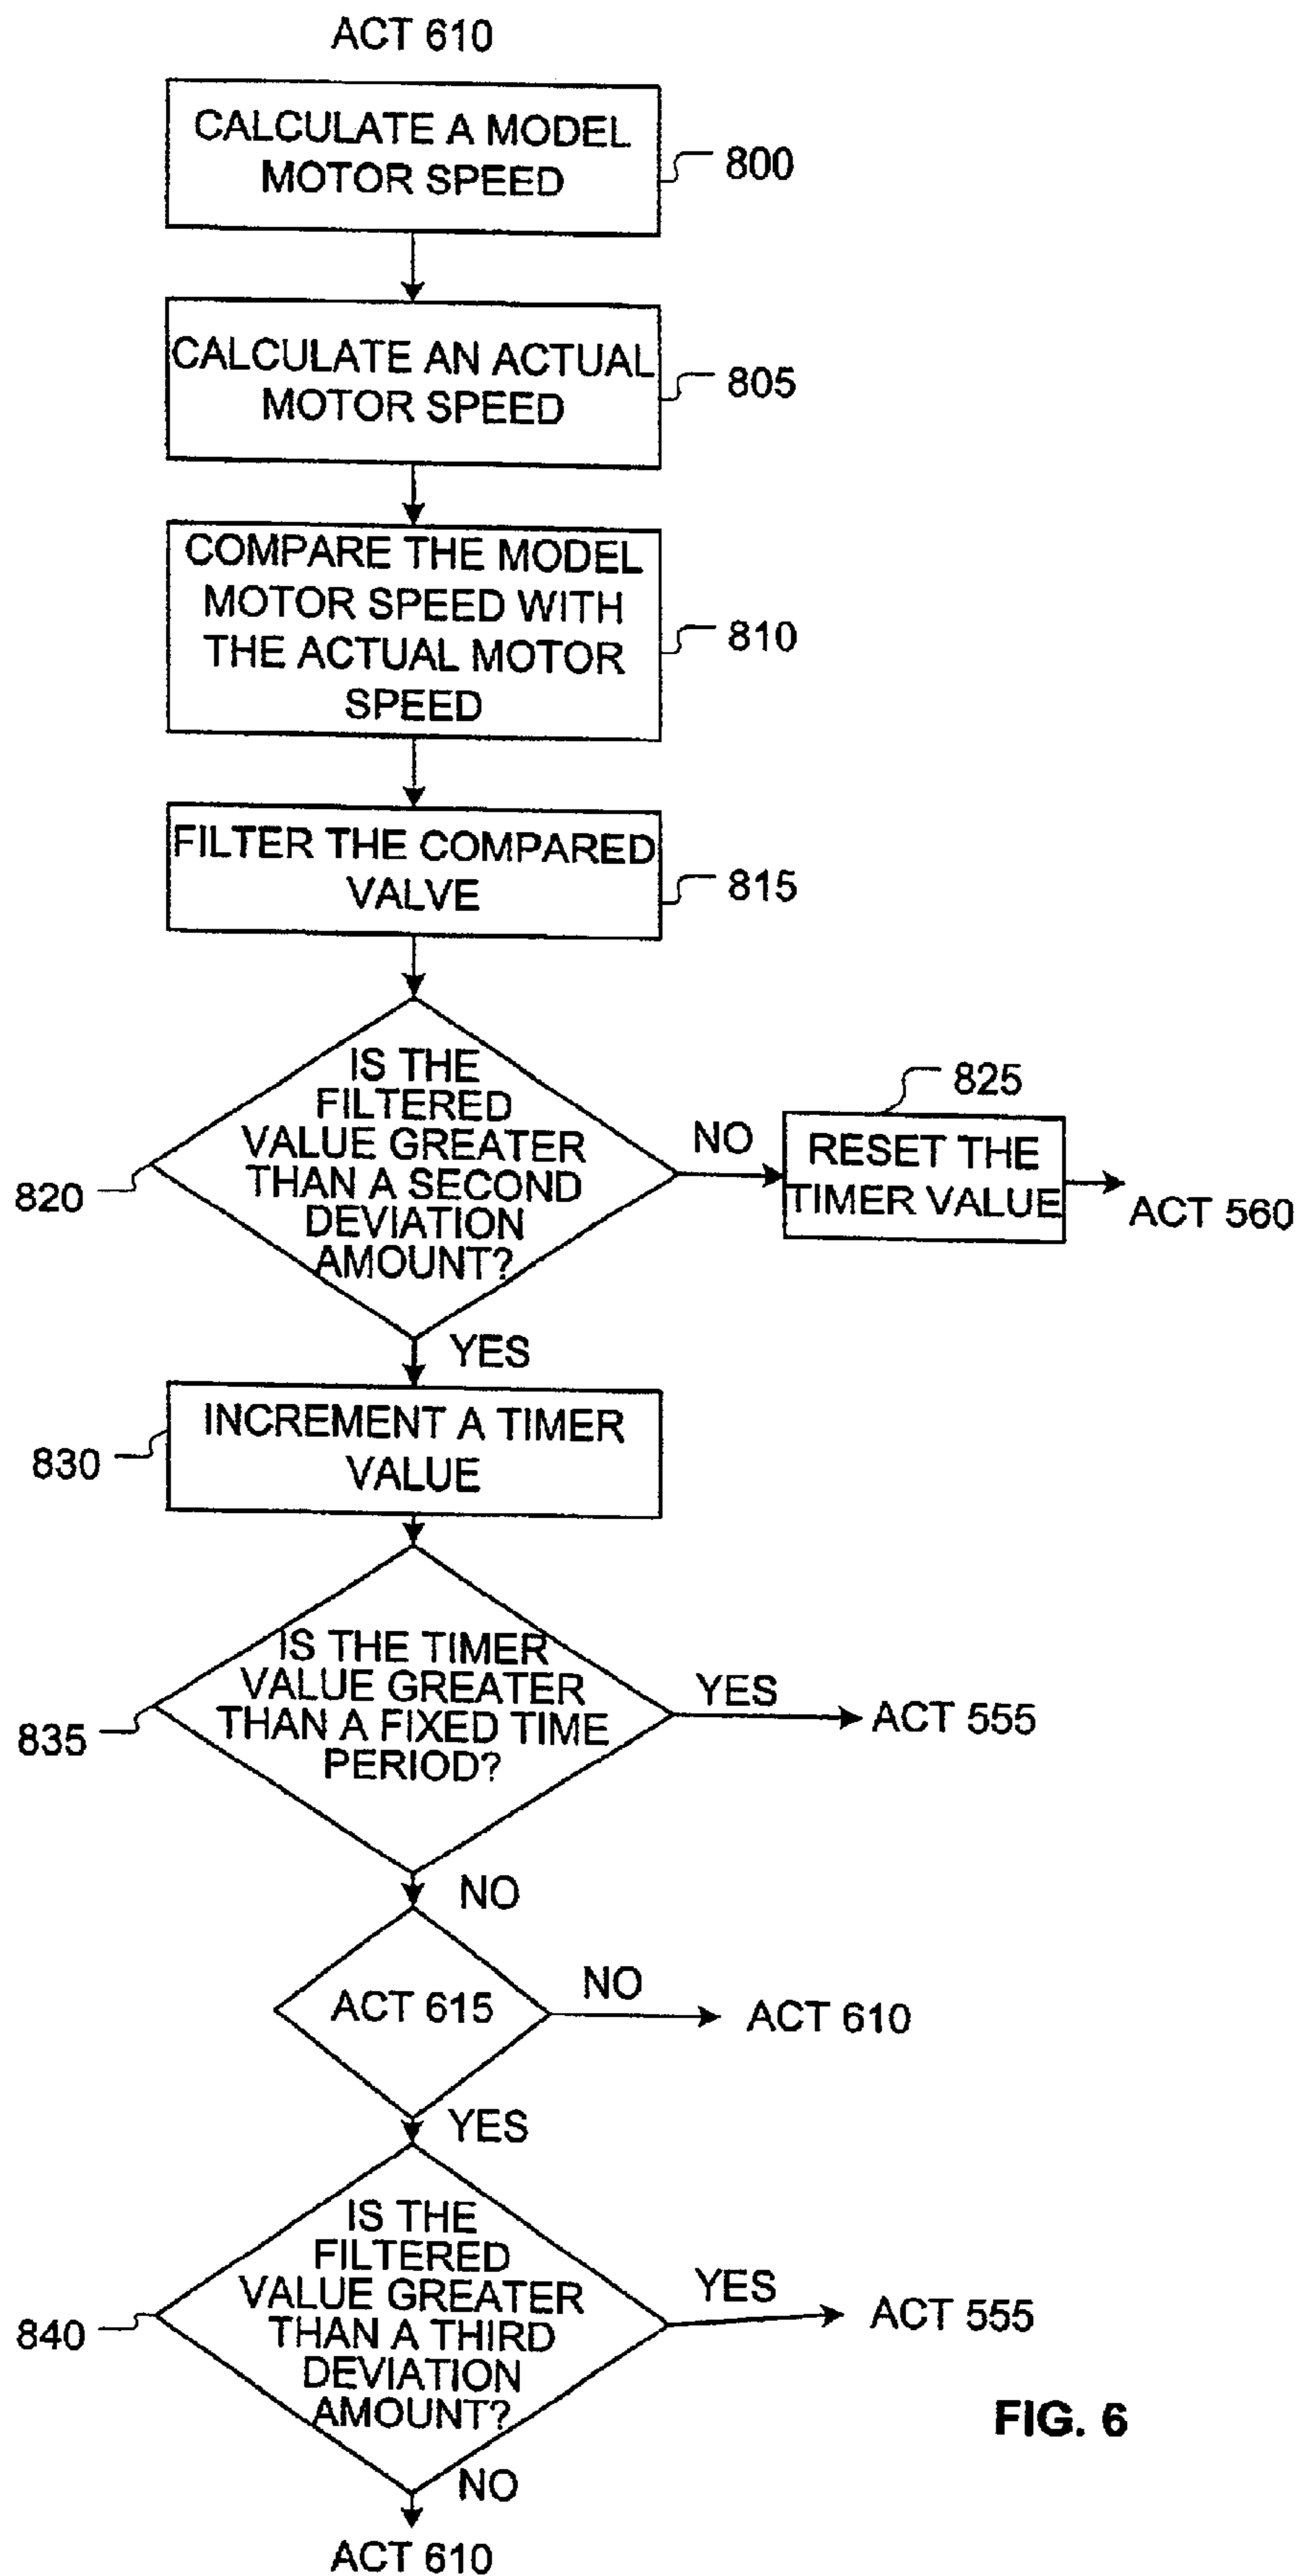 ACT 610
CALCULATE A MODEL
MOTOR SPEED
800
CALCULATE AN ACTUAL
MOTOR SPEED
805
COMPARE THE MODEL
MOTOR SPEED WITH
THE ACTUAL MOTOR
SPEED
810
FILTER THE COMPARED
VALVE
815
IS THE
FILTERED
VALUE GREATER
THAN A SECOND
DEVIATION
AMOUNT?
820
NO
825
RESET THE
TIMER VALUE
ACT 560
YES
INCREMENT A TIMER
VALUE
830
IS THE TIMER
VALUE GREATER
THAN A FIXED TIME
PERIOD?
835
YES
ACT 555
NO
ACT 615
NO
ACT 610
YES
IS THE
FILTERED
VALUE GREATER
THAN A THIRD
DEVIATION
AMOUNT?
840
YES
ACT 555
NO
ACT 610
FIG. 6